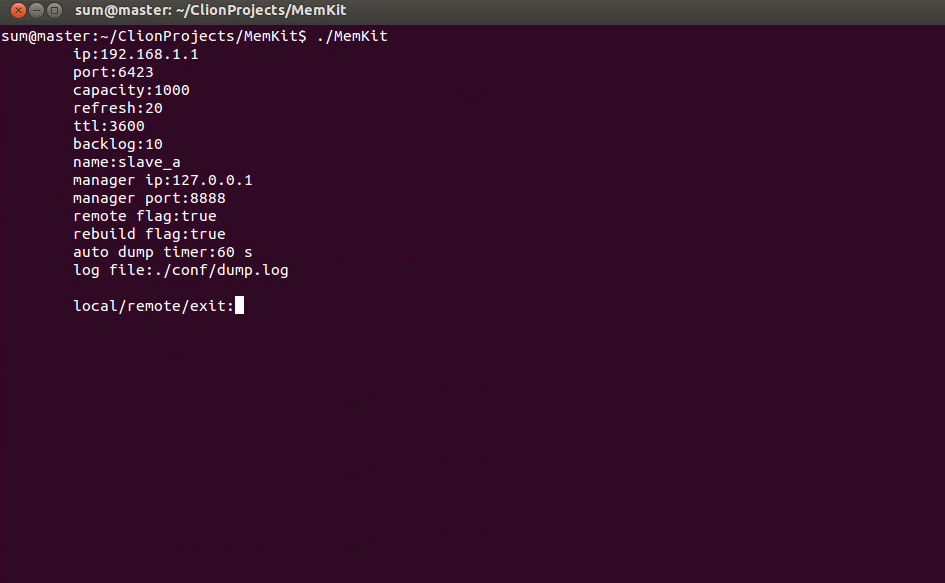 sum@master: ~/ClionProjects/MemKit
sum@master:~/ClionProjects/MemKit$ ./MemKit
ip:192.168.1.1
port:6423
capacity:1000
refresh:20
ttl:3600
backlog:10
name:slave_a
manager ip:127.0.0.1
manager port:8888
remote flag:true
rebuild flag:true
auto dump timer:60 s
log file:./conf/dump.log
local/remote/exit: